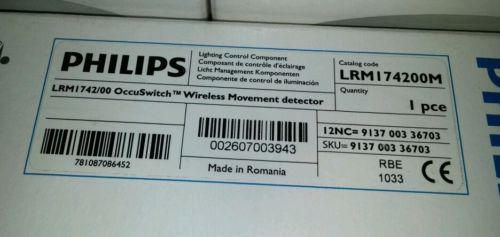 PHILIPS
Lighting Control Component
Composant de contrôle d'éclairage
Licht Management Komponenten
Componente de control de iluminación
Catalog code
LRM174200M
Quantity
1 pce
LRM1742/00 OccuSwitch™ Wireless Movement detector
781087086452
002607003943
Made in Romania
12NC= 9137 003 36703
SKU= 9137 003 36703
RBE
1033
CE